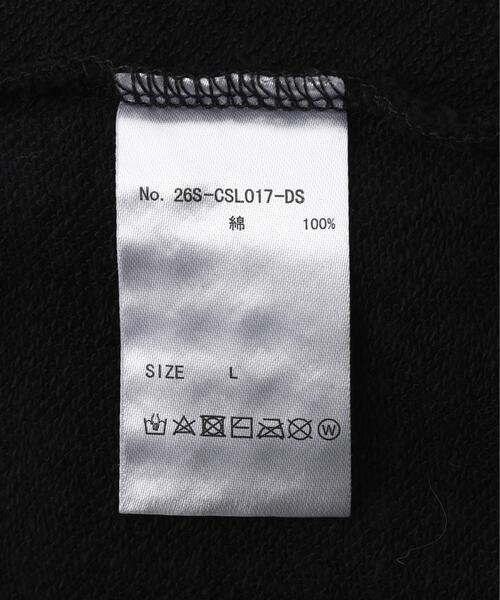 No. 26S-CSL017-DS
綿 100%
SIZE L
W